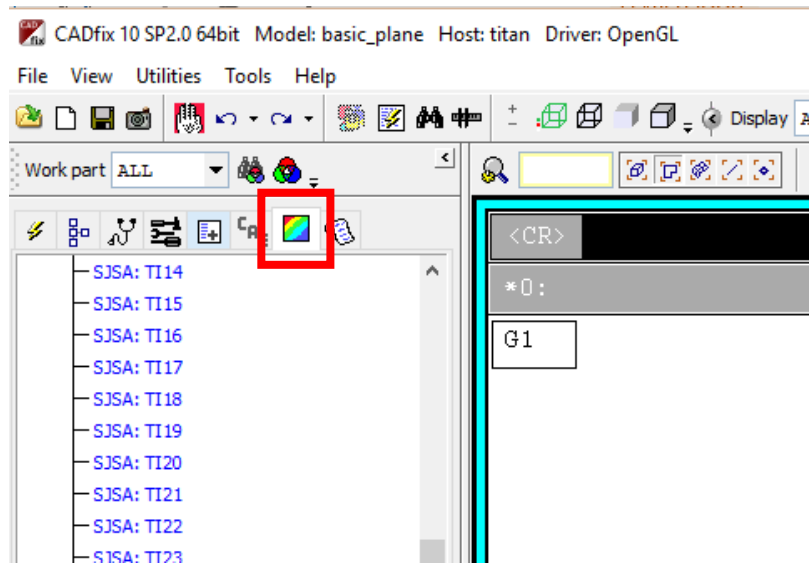 CADfix 10 SP2.0 64bit Model: basic_plane Host: titan Driver: OpenGL
File View Utilities Tools Help
Display A
Work part ALL
<CR>
SJSA: TI14
*0:
SJSA: TI15
SJSA: TI16
G1
SJSA: TI17
SJSA: TI18
SJSA: TI19
SJSA: TI20
SJSA: TI21
SJSA: TI22
SJSA: TI23